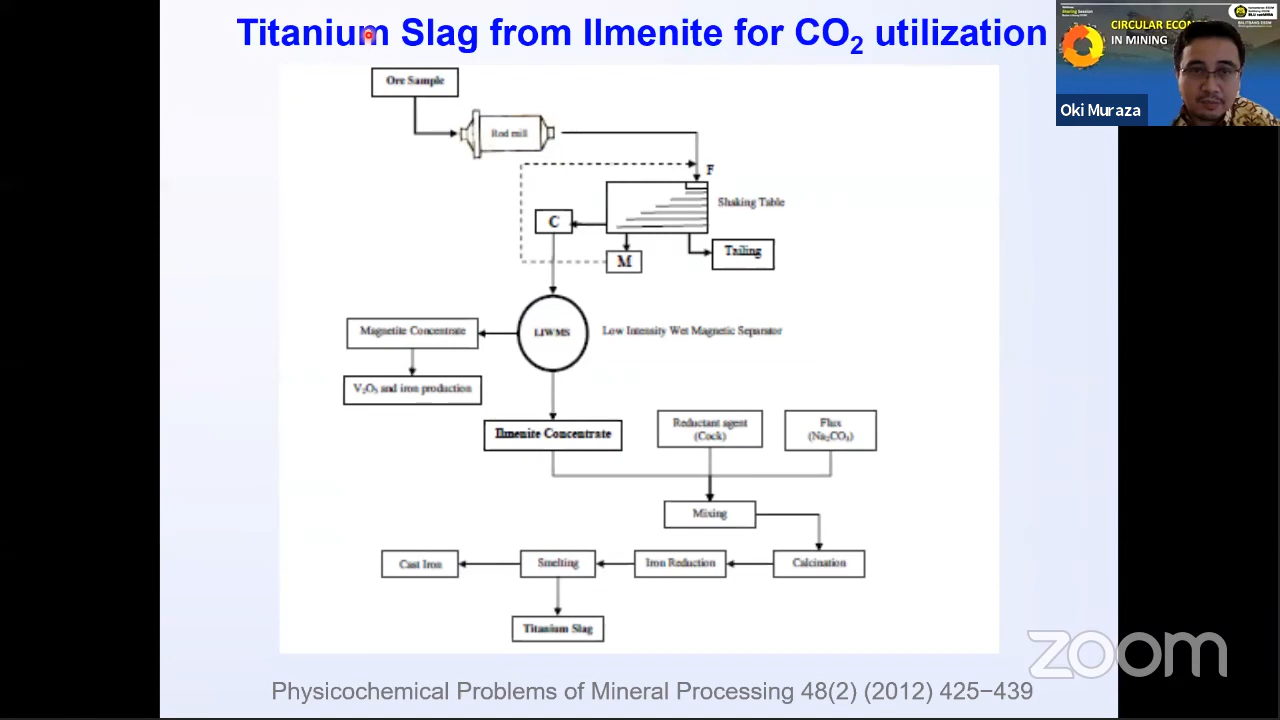 Titanium Slag from Ilmenite for CO₂ utilization
CIRCULAR ECON
IN MINING
Oki Muraza
Ore Sample
Rod mill
F
Shaking Table
C
M
Tailing
LIWMS
Low Intensity Wet Magnetic Separator
Magnetite Concentrate
V₂O₅ and iron production
Ilmenite Concentrate
Reductant agent
(Cock)
Flux
(Na₂CO₃)
Mixing
Cast Iron
Smelting
Iron Reduction
Calcination
Titanium Slag
zoom
Physicochemical Problems of Mineral Processing 48(2) (2012) 425−439